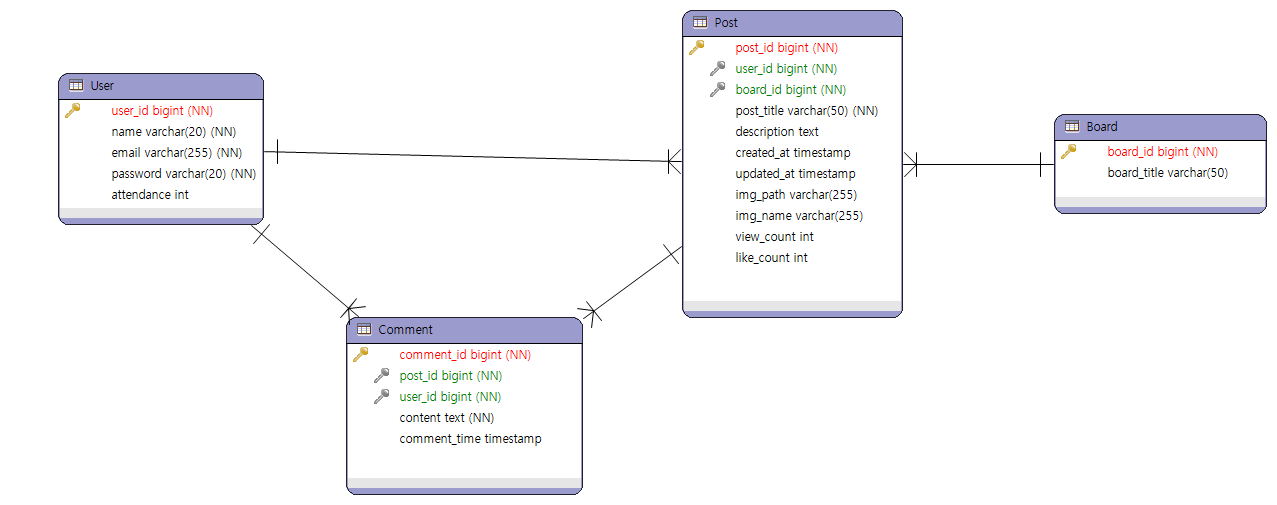 User
user_id bigint (NN)
name varchar(20) (NN)
email varchar(255) (NN)
password varchar(20) (NN)
attendance int
Post
post_id bigint (NN)
user_id bigint (NN)
board_id bigint (NN)
post_title varchar(50) (NN)
description text
created_at timestamp
updated_at timestamp
img_path varchar(255)
img_name varchar(255)
view_count int
like_count int
Board
board_id bigint (NN)
board_title varchar(50)
Comment
comment_id bigint (NN)
post_id bigint (NN)
user_id bigint (NN)
content text (NN)
comment_time timestamp